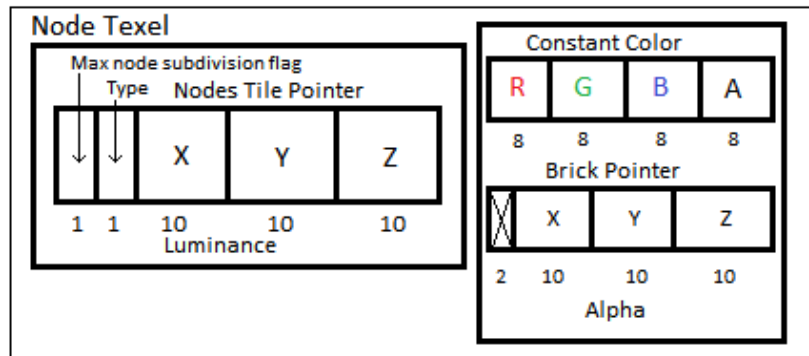 Node Texel
Max node subdivision flag
Type Nodes Tile Pointer
X Y Z
1 1 10 10 10
Luminance
Constant Color
R G B A
8 8 8 8
Brick Pointer
X Y Z
2 10 10 10
Alpha